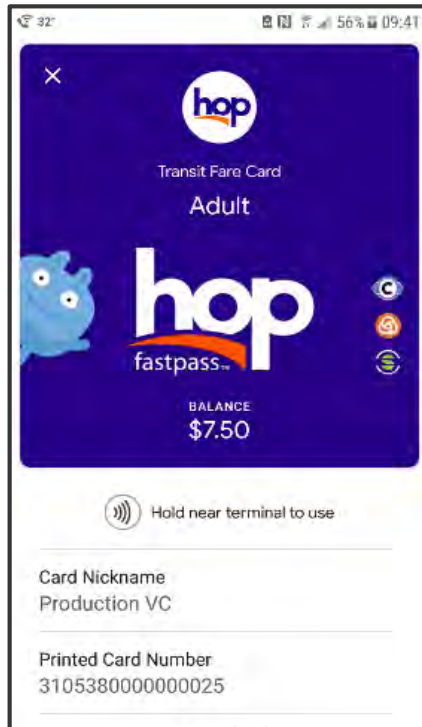 32°
56% 09:41
hop
Transit Fare Card
Adult
hop
fastpass™
C
BALANCE
$7.50
Hold near terminal to use
Card Nickname
Production VC
Printed Card Number
3105380000000025